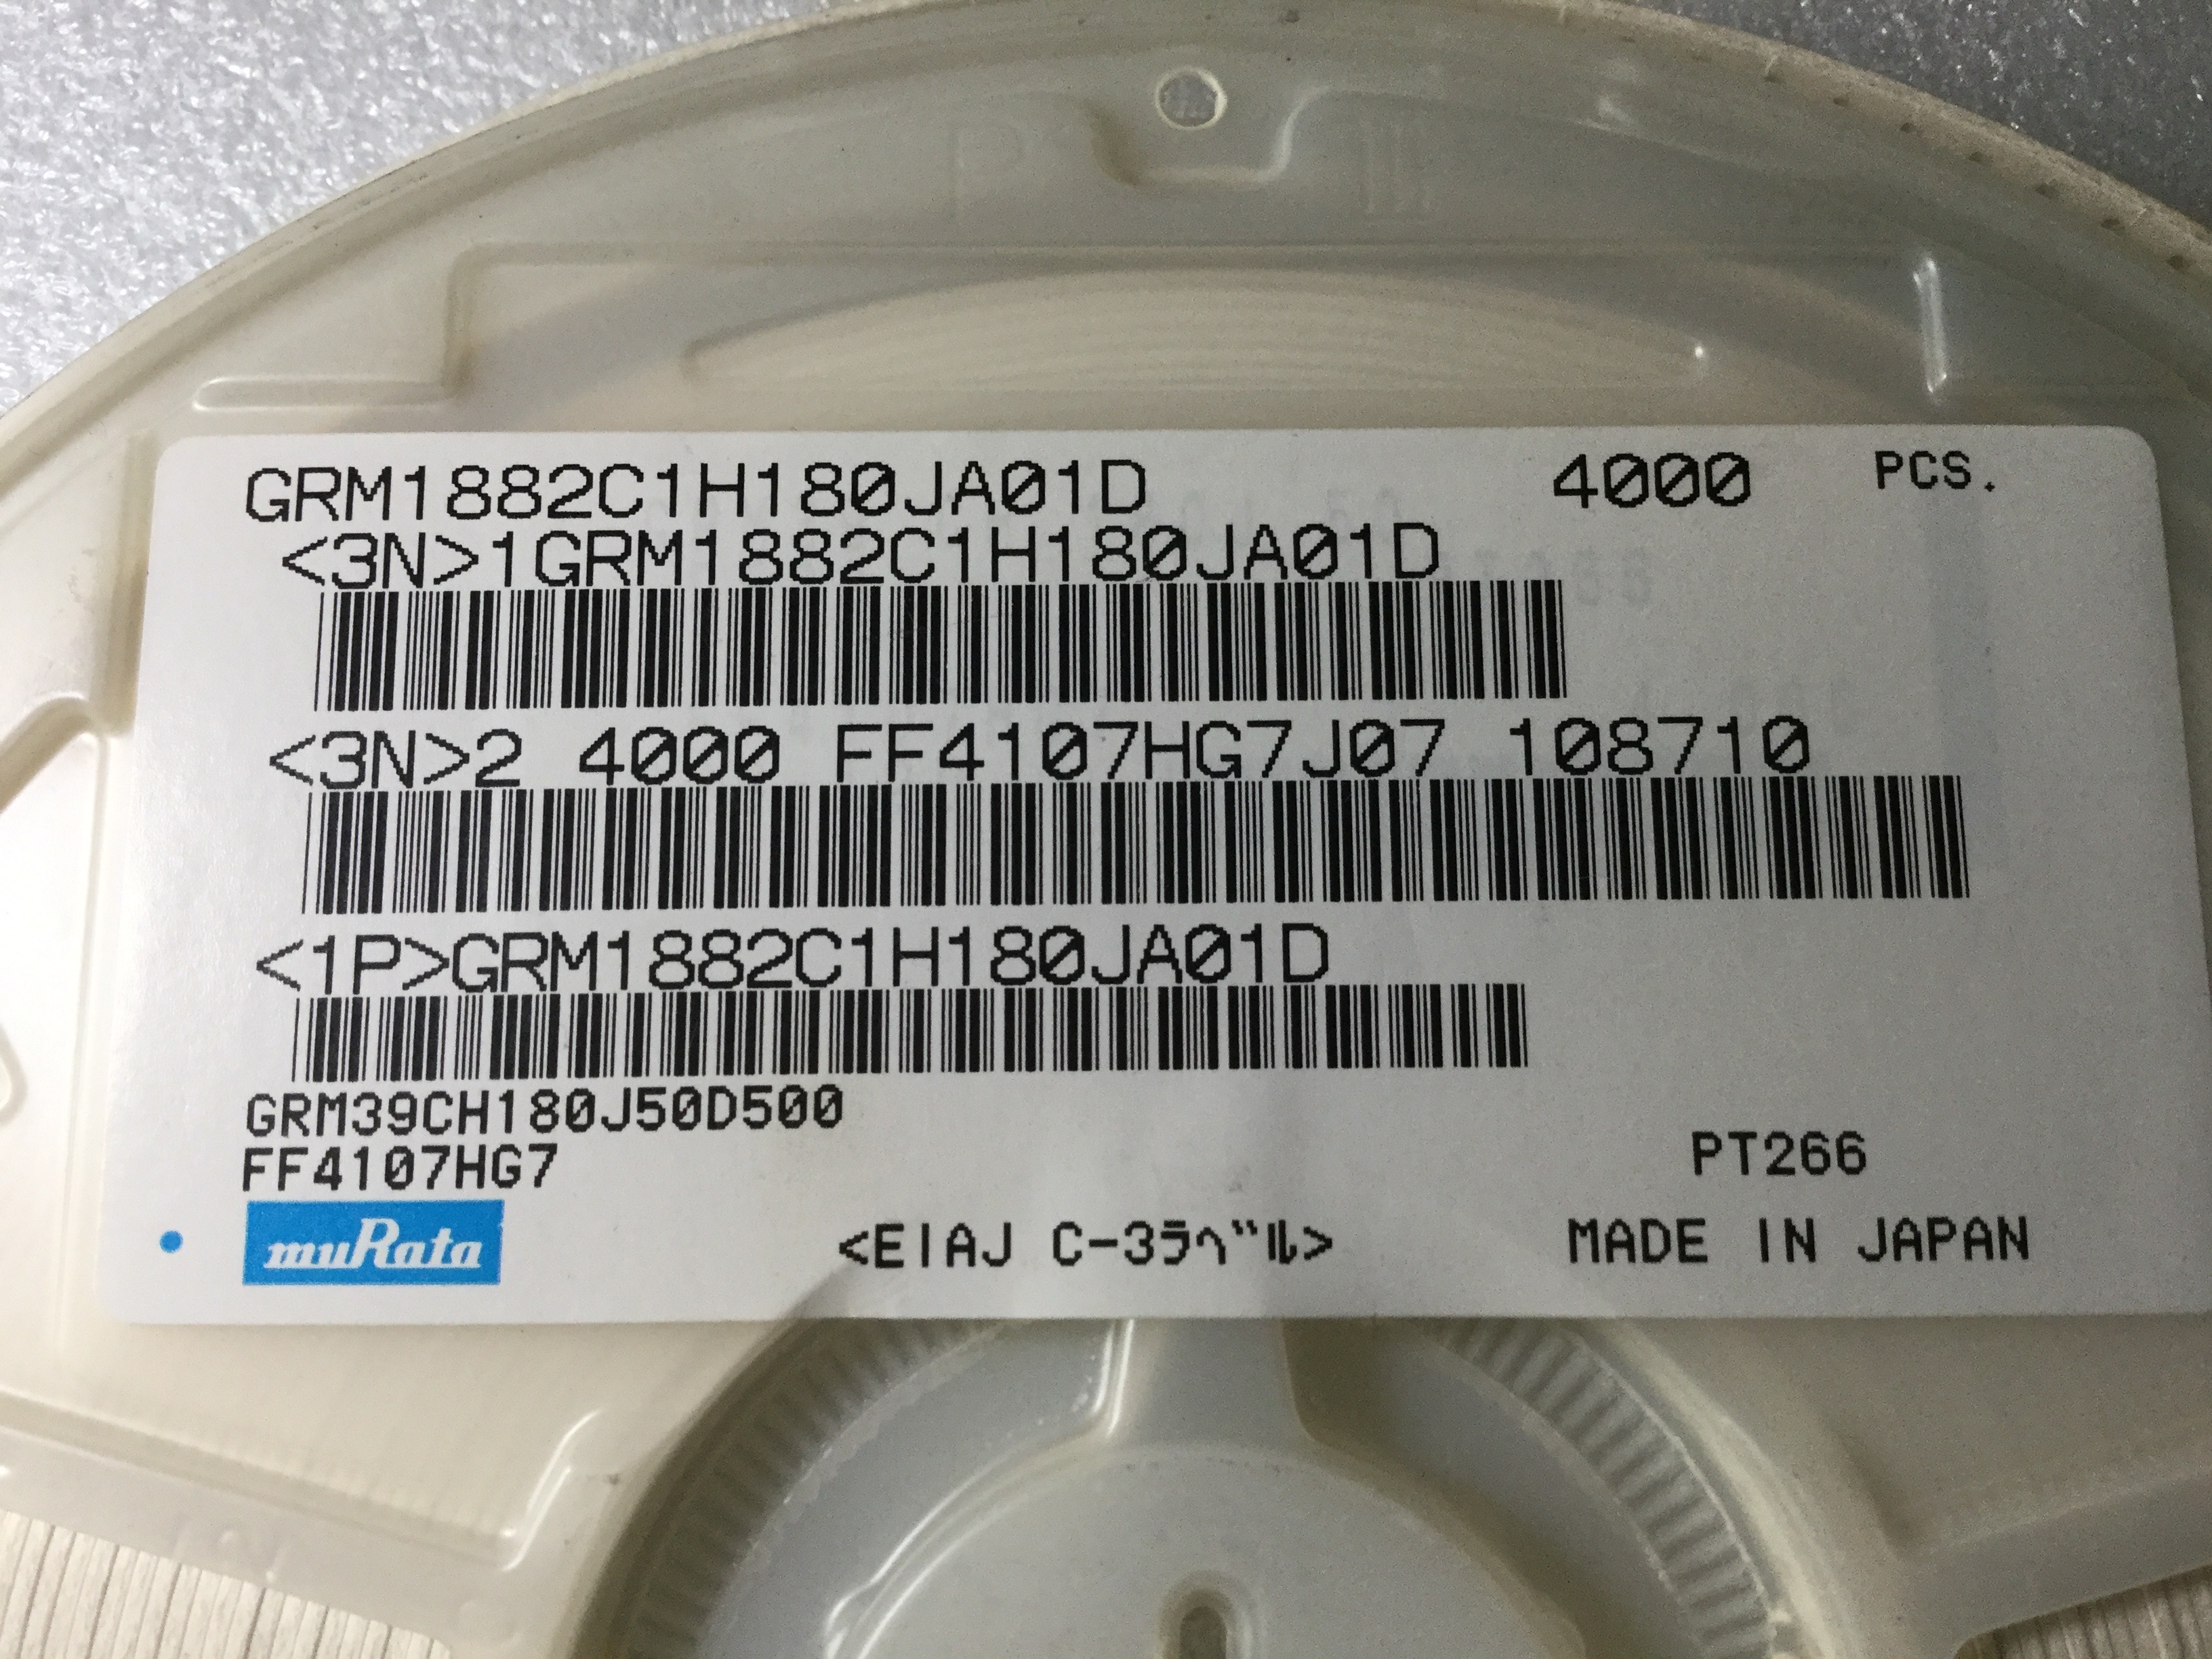 P III
GRM1882C1H180JA01D 4000 PCS.
<3N>1GRM1882C1H180JA01D
<3N>2 4000 FF4107HG7J07 108710
<1P>GRM1882C1H180JA01D
GRM39CH180J50D500
FF4107HG7
PT266
muRata
<EIAJ C-3ラベル>
MADE IN JAPAN